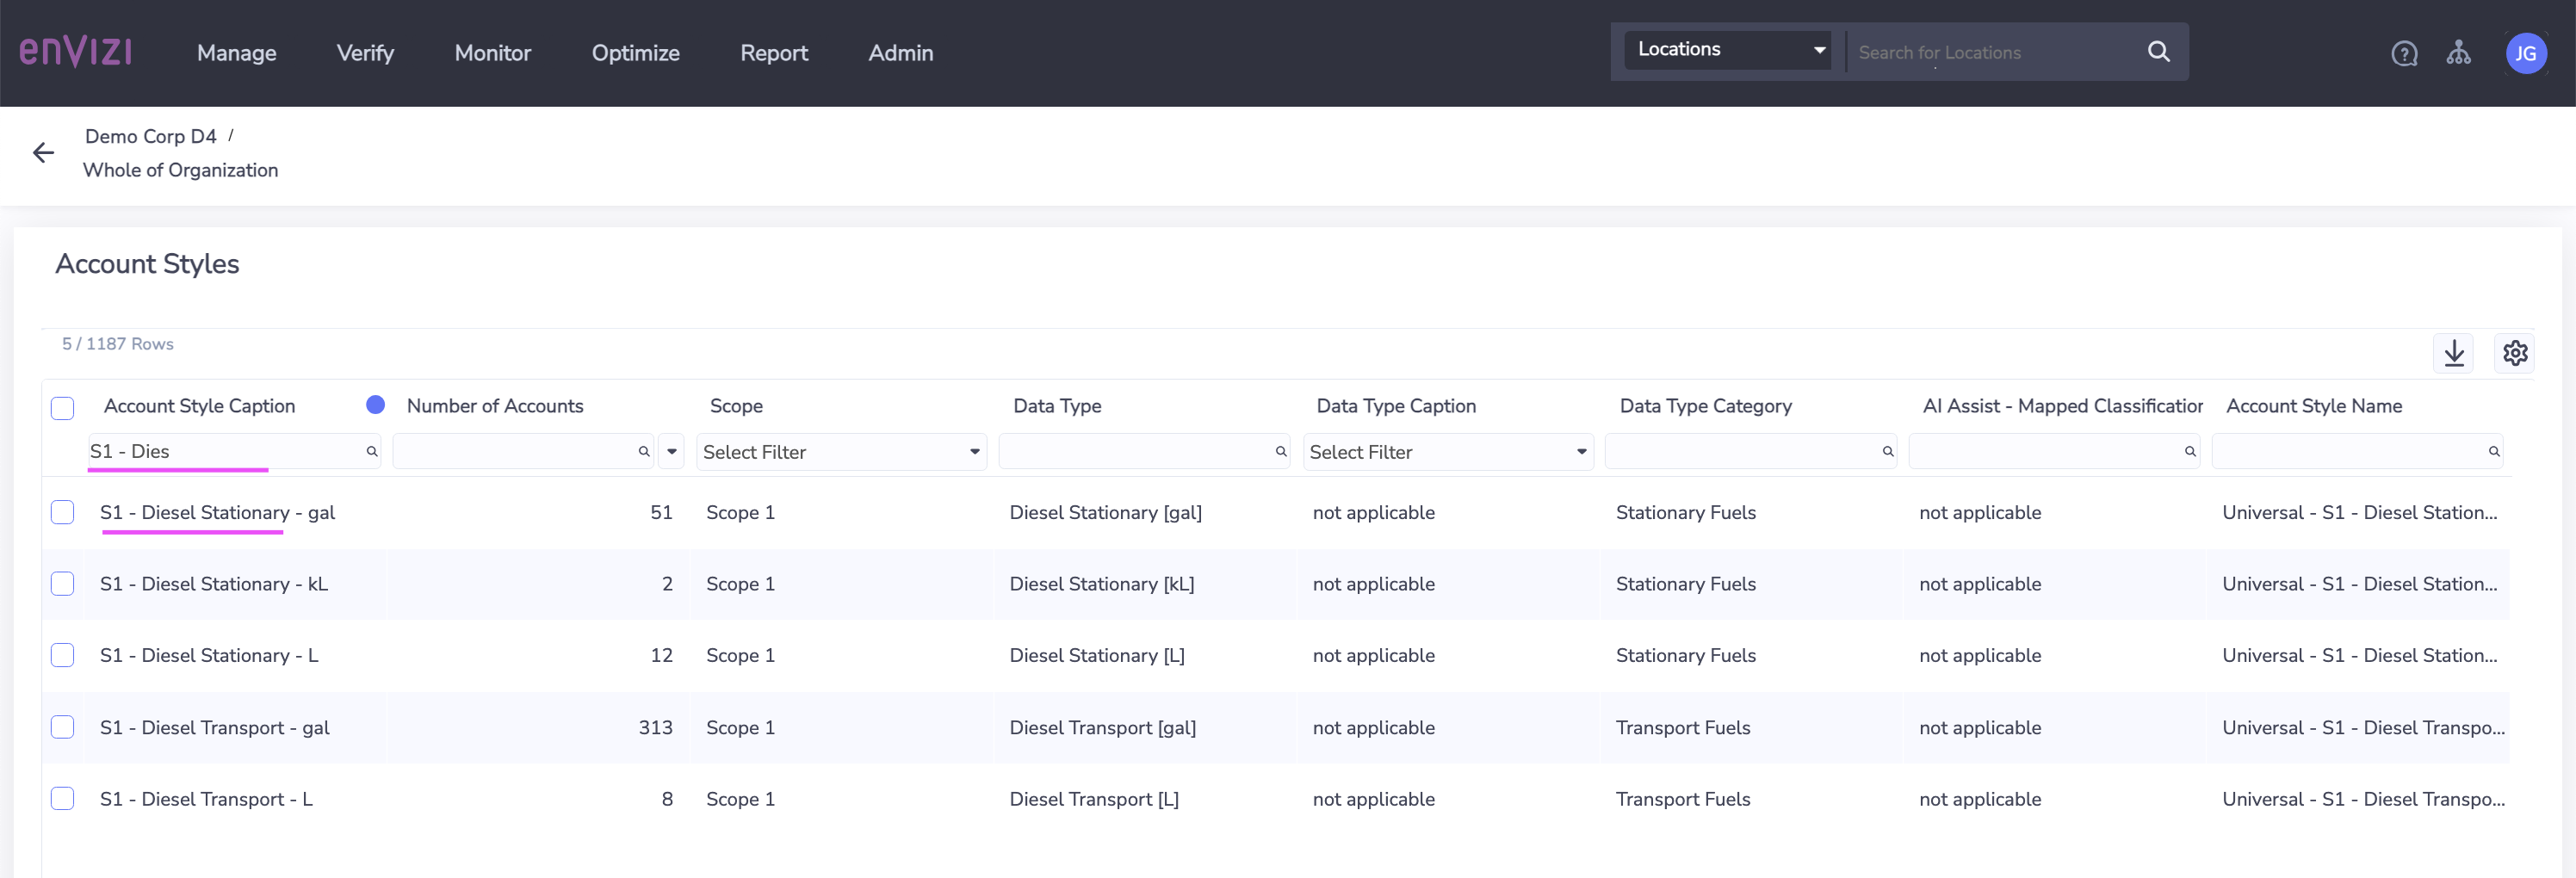 enVizi Manage Verify Monitor Optimize Report Admin Locations Search for Locations ? JG
Demo Corp D4 /
Whole of Organization
Account Styles
5 / 1187 Rows
Account Style Caption Number of Accounts Scope Data Type Data Type Caption Data Type Category AI Assist - Mapped Classification Account Style Name
S1 - Dies Select Filter Select Filter
S1 - Diesel Stationary - gal 51 Scope 1 Diesel Stationary [gal] not applicable Stationary Fuels not applicable Universal - S1 - Diesel Station...
S1 - Diesel Stationary - kL 2 Scope 1 Diesel Stationary [kL] not applicable Stationary Fuels not applicable Universal - S1 - Diesel Station...
S1 - Diesel Stationary - L 12 Scope 1 Diesel Stationary [L] not applicable Stationary Fuels not applicable Universal - S1 - Diesel Station...
S1 - Diesel Transport - gal 313 Scope 1 Diesel Transport [gal] not applicable Transport Fuels not applicable Universal - S1 - Diesel Transpo...
S1 - Diesel Transport - L 8 Scope 1 Diesel Transport [L] not applicable Transport Fuels not applicable Universal - S1 - Diesel Transpo...